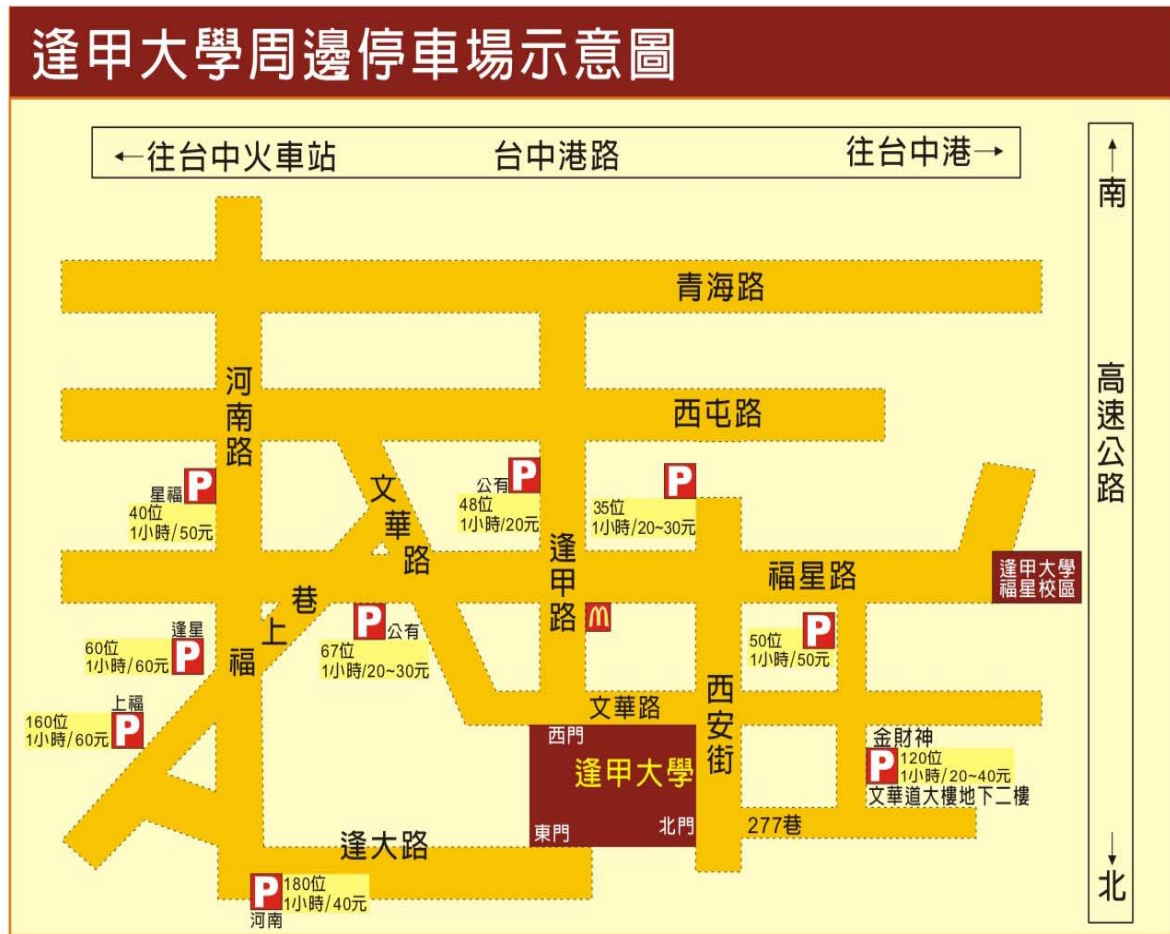 逢甲大學周邊停車場示意圖
←往台中火車站 台中港路 往台中港→
↑南
高速公路
↓北
青海路
河南路
西屯路
文華路
星福
P
40位
1小時/50元
公有
P
48位
1小時/20元
P
35位
1小時/20~30元
逢甲路
福星路
逢甲大學
福星校區
福上巷
P
公有
67位
1小時/20~30元
逢星
P
60位
1小時/60元
P
50位
1小時/50元
上福
P
160位
1小時/60元
文華路
西安街
西門
逢甲大學
東門
北門
金財神
P
120位
1小時/20~40元
文華道大樓地下二樓
277巷
逢大路
P
180位
1小時/40元
河南